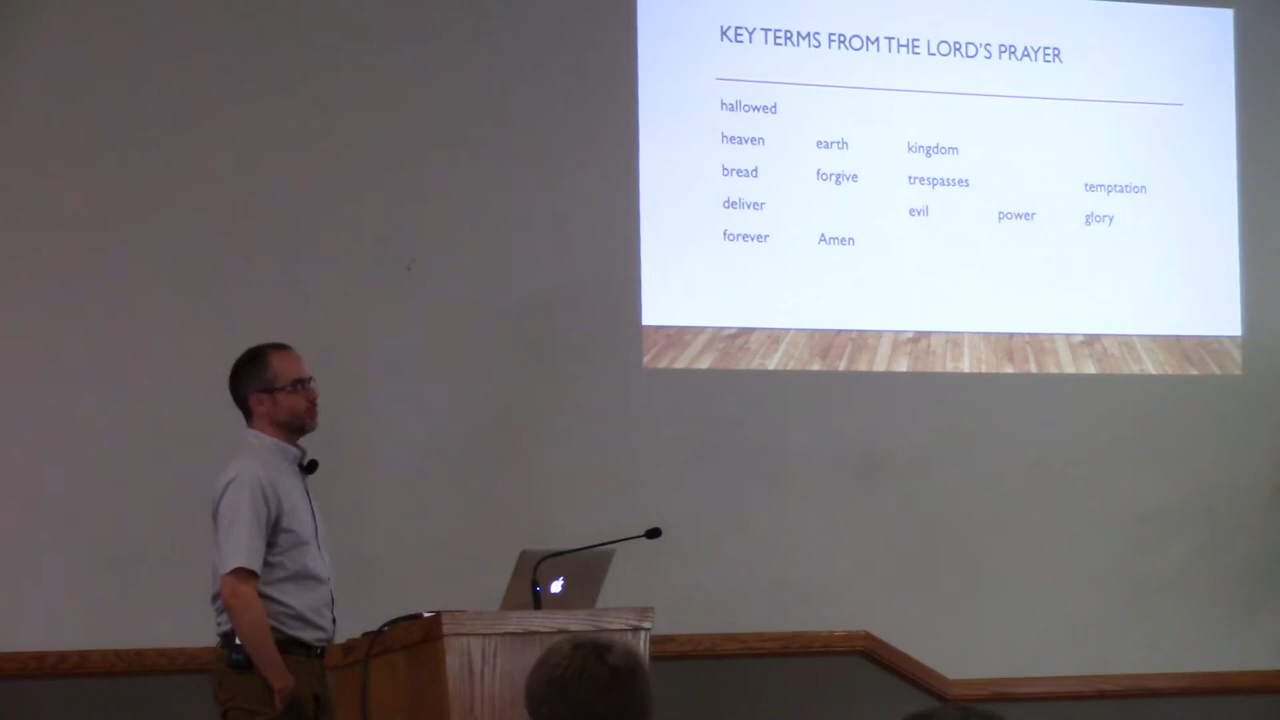 KEY TERMS FROM THE LORD'S PRAYER
hallowed
heaven earth kingdom
bread forgive trespasses temptation
deliver evil power glory
forever Amen